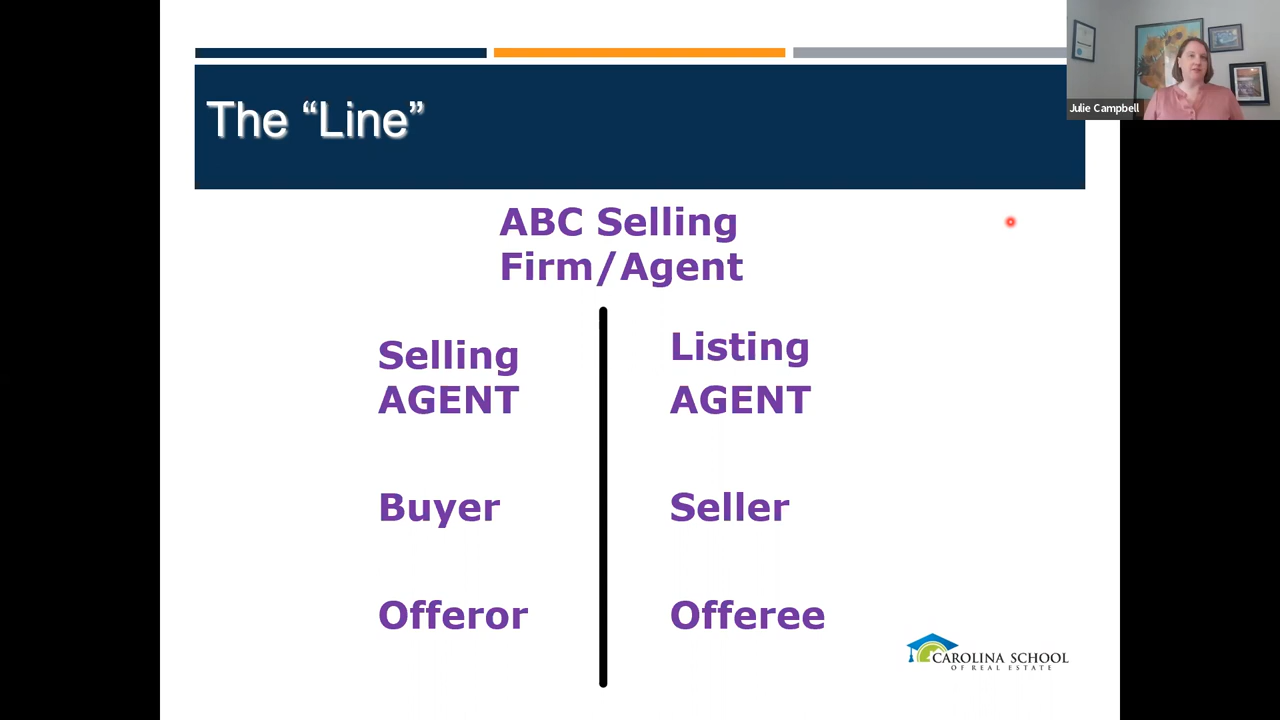 The “Line”
Julie Campbell
ABC Selling
Firm/Agent
Selling
AGENT
Listing
AGENT
Buyer
Seller
Offeror
Offeree
CAROLINA SCHOOL
OF REAL ESTATE